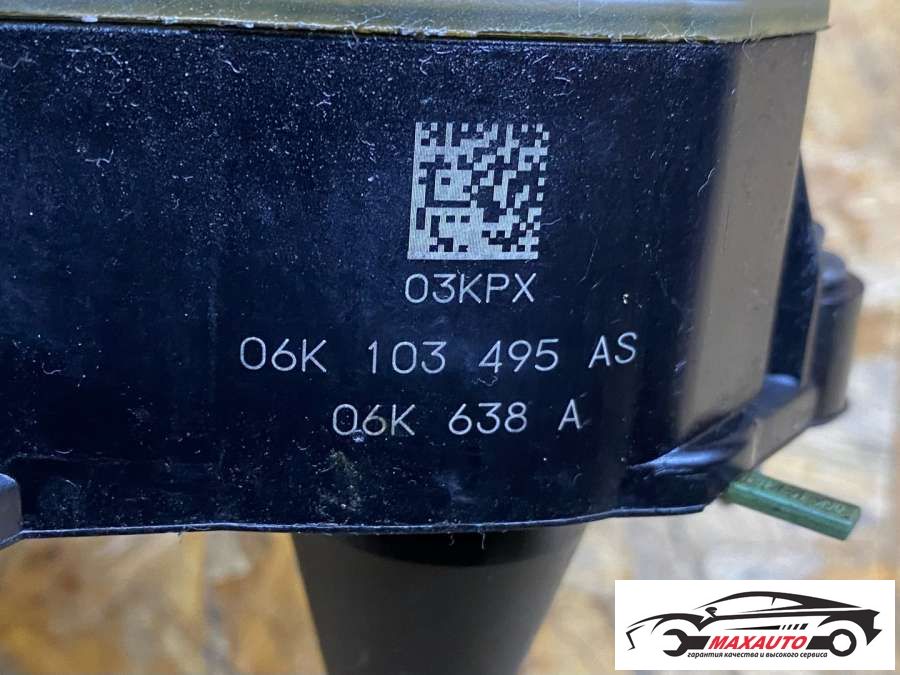 03KPX
06K 103 495 AS
06K 638 A
MAXAUTO
гарантия качества и высокого сервиса